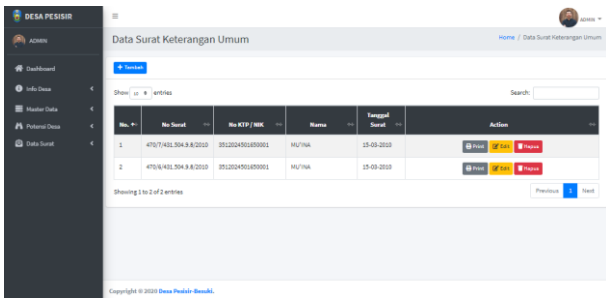 DESA PESISIR
ADMIN
ADMIN
Dashboard
Info Desa
Master Data
Potensi Desa
Data Surat
Data Surat Keterangan Umum
Home / Data Surat Keterangan Umum
+ Tambah
Show 10 entries
Search:
No. No Surat No KTP / NIK Nama Tanggal Surat Action
1 470/7/431.504.9.6/2010 3512024501650001 MU'INA 15-03-2010 Print Edit Hapus
2 470/6/431.504.9.6/2010 3512024501650001 MU'INA 15-03-2010 Print Edit Hapus
Showing 1 to 2 of 2 entries
Previous 1 Next
Copyright © 2020 Desa Pesisir-Besuki.